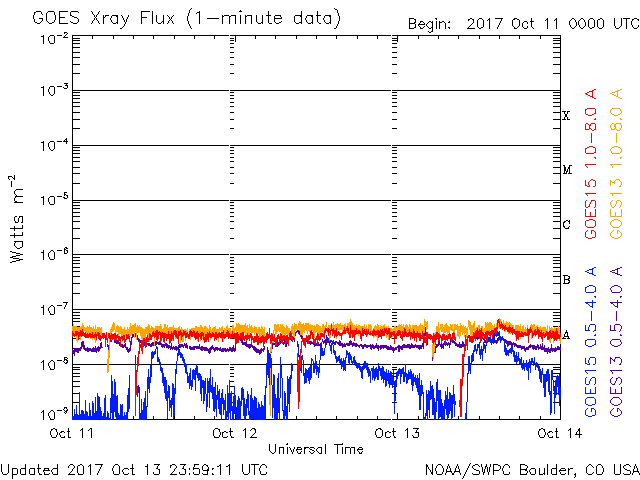 GOES Xray Flux (1-minute data)
Begin: 2017 Oct 11 0000 UTC
10⁻²
10⁻³
10⁻⁴
10⁻⁵
10⁻⁶
10⁻⁷
10⁻⁸
10⁻⁹
Watts m⁻²
X
M
C
B
A
GOES15 1.0-8.0 A
GOES13 1.0-8.0 A
GOES15 0.5-4.0 A
GOES13 0.5-4.0 A
Oct 11 Oct 12 Oct 13 Oct 14
Universal Time
Updated 2017 Oct 13 23:59:11 UTC
NOAA/SWPC Boulder, CO USA